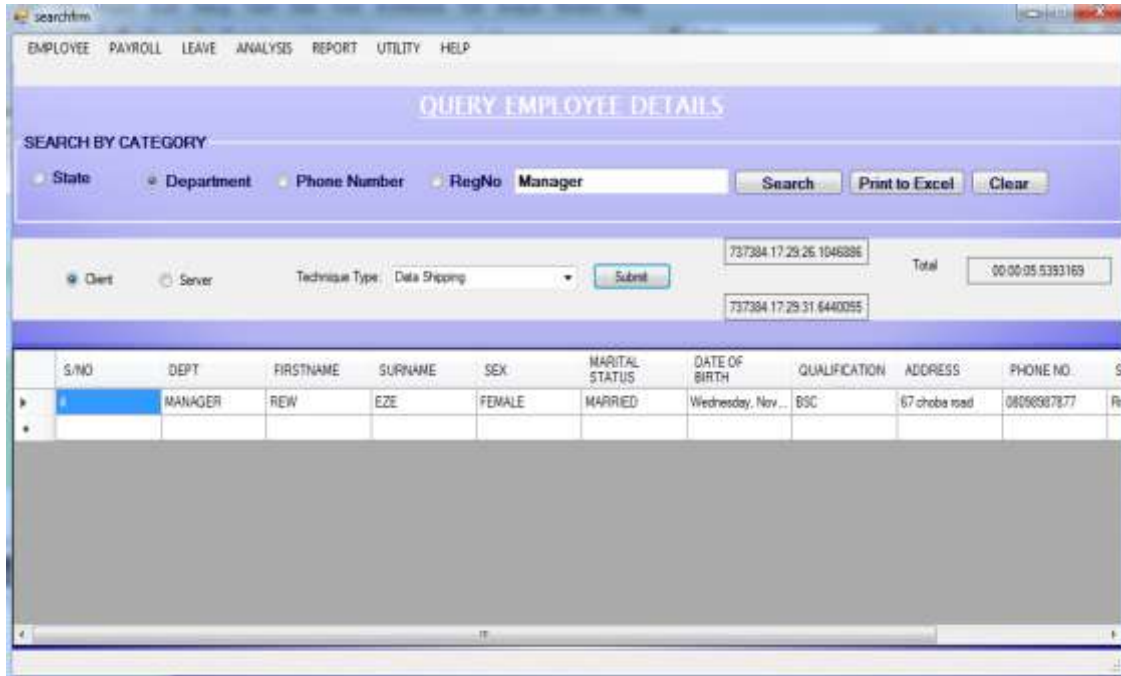 searchfrm
EMPLOYEE PAYROLL LEAVE ANALYSIS REPORT UTILITY HELP
QUERY EMPLOYEE DETAILS
SEARCH BY CATEGORY
State Department Phone Number RegNo Manager Search Print to Excel Clear
737384.17:29:26.1046886
Client Server Technique Type: Data Shipping Submit Total 00:00:05.5393169
737384.17:29:31.6440055
S/NO DEPT FIRSTNAME SURNAME SEX MARITAL STATUS DATE OF BIRTH QUALIFICATION ADDRESS PHONE NO. S
MANAGER REW EZE FEMALE MARRIED Wednesday, Nov... BSC 67 choba road 08098987877